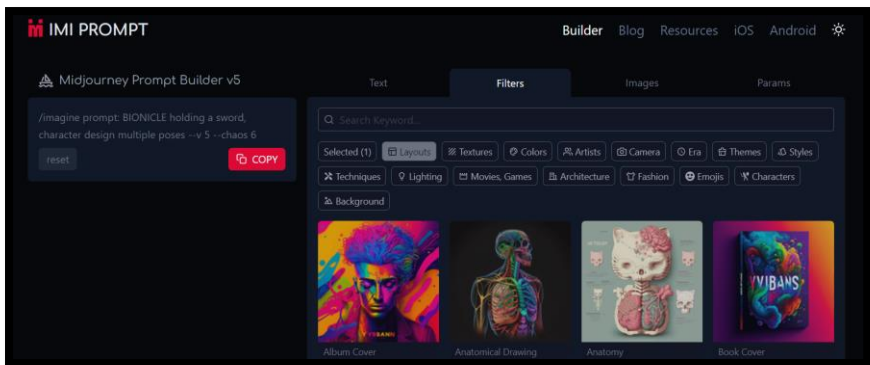 IMI PROMPT
Builder Blog Resources iOS Android
Midjourney Prompt Builder v5
Text Filters Images Params
/imagine prompt: BIONICLE holding a sword,
character design multiple poses --v 5 --chaos 6
reset COPY
Search Keyword...
Selected (1) Layouts Textures Colors Artists Camera Era Themes Styles
Techniques Lighting Movies, Games Architecture Fashion Emojis Characters
Background
VYIBANS
Album Cover Anatomical Drawing Anatomy Book Cover